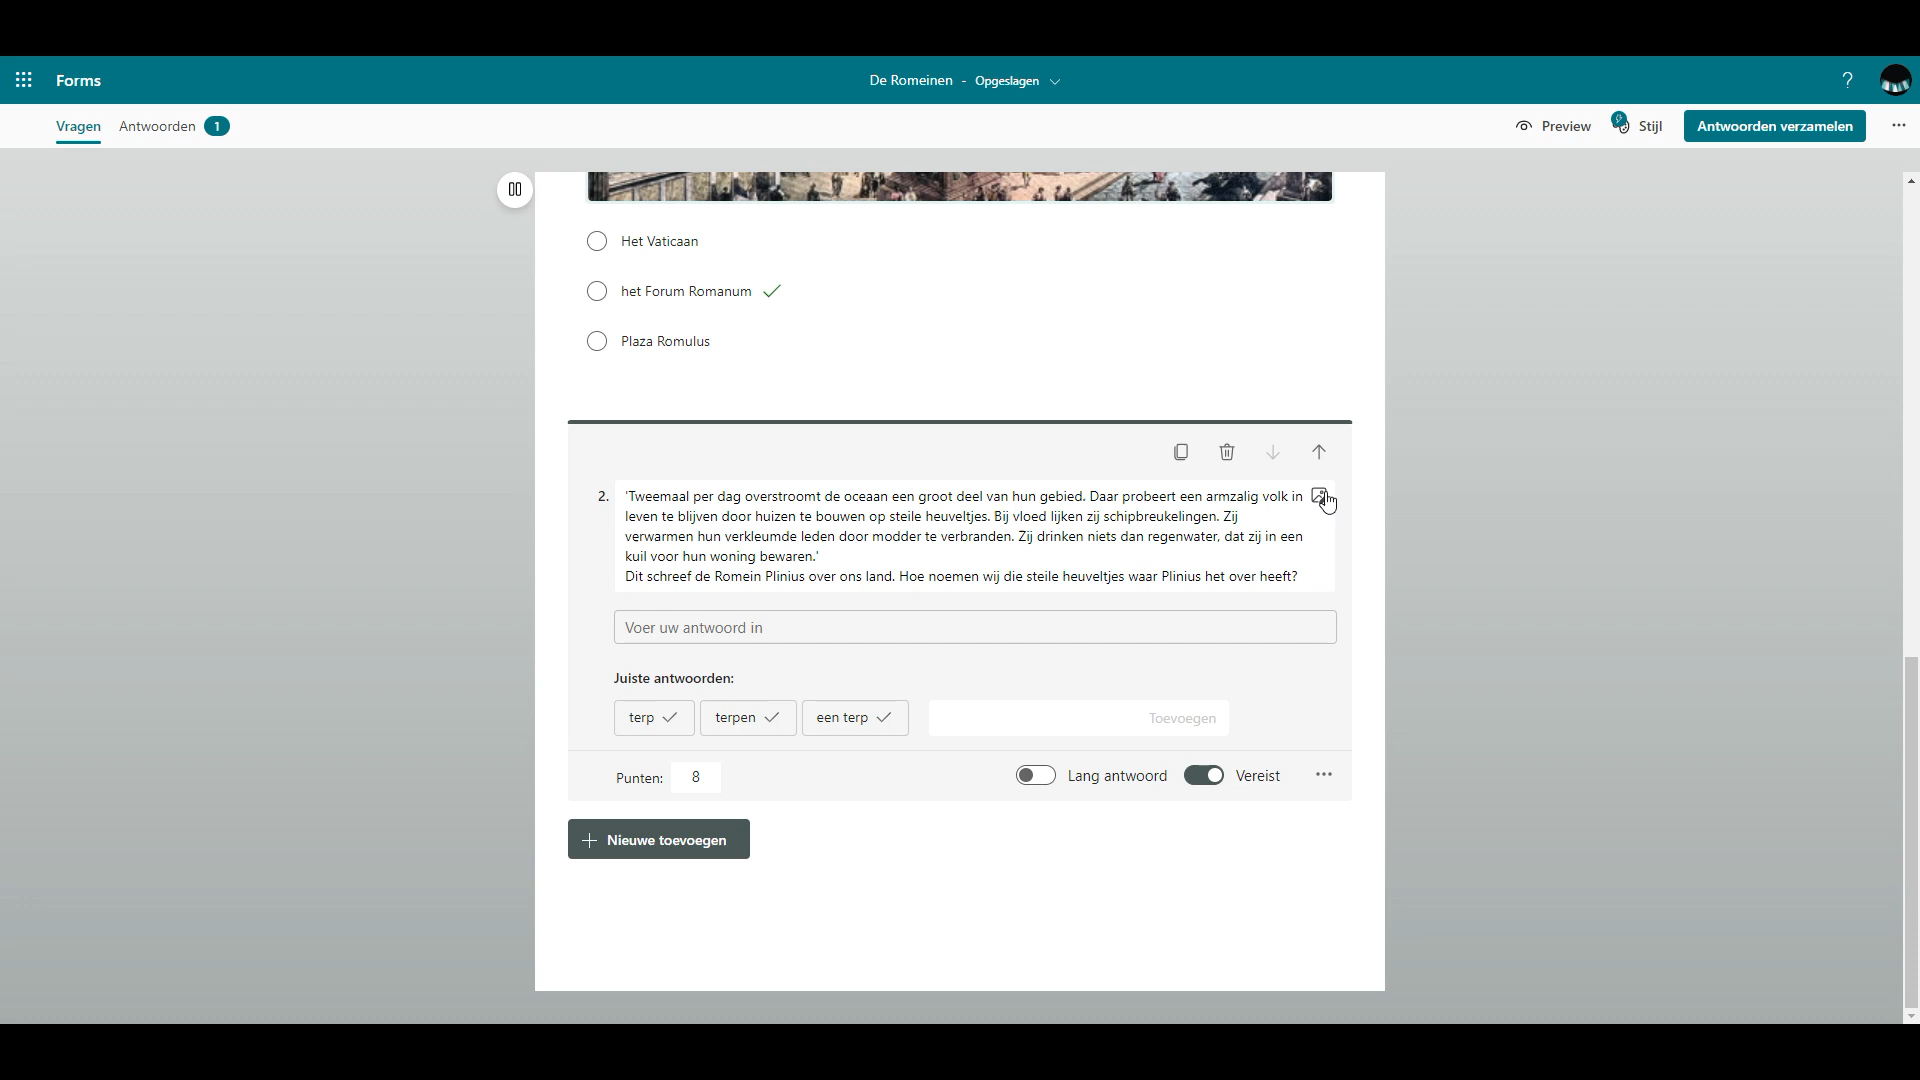 Forms
De Romeinen - Opgeslagen
?
Vragen
Antwoorden 1
Preview
Stijl
Antwoorden verzamelen
Het Vaticaan
het Forum Romanum
Plaza Romulus
2.
'Tweemaal per dag overstroomt de oceaan een groot deel van hun gebied. Daar probeert een armzalig volk in
leven te blijven door huizen te bouwen op steile heuveltjes. Bij vloed lijken zij schipbreukelingen. Zij
verwarmen hun verkleumde leden door modder te verbranden. Zij drinken niets dan regenwater, dat zij in een
kuil voor hun woning bewaren.'
Dit schreef de Romein Plinius over ons land. Hoe noemen wij die steile heuveltjes waar Plinius het over heeft?
Voer uw antwoord in
Juiste antwoorden:
terp
terpen
een terp
Toevoegen
Punten: 8
Lang antwoord
Vereist
Nieuwe toevoegen